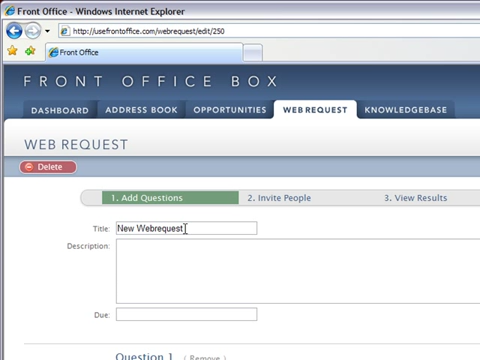 Front Office - Windows Internet Explorer
http://usefrontoffice.com/webrequest/edit/250
Front Office
FRONT OFFICE BOX
DASHBOARD ADDRESS BOOK OPPORTUNITIES WEB REQUEST KNOWLEDGEBASE
WEB REQUEST
Delete
1. Add Questions 2. Invite People 3. View Results
Title: New Webrequest
Description:
Due:
Question 1 ( Remove )